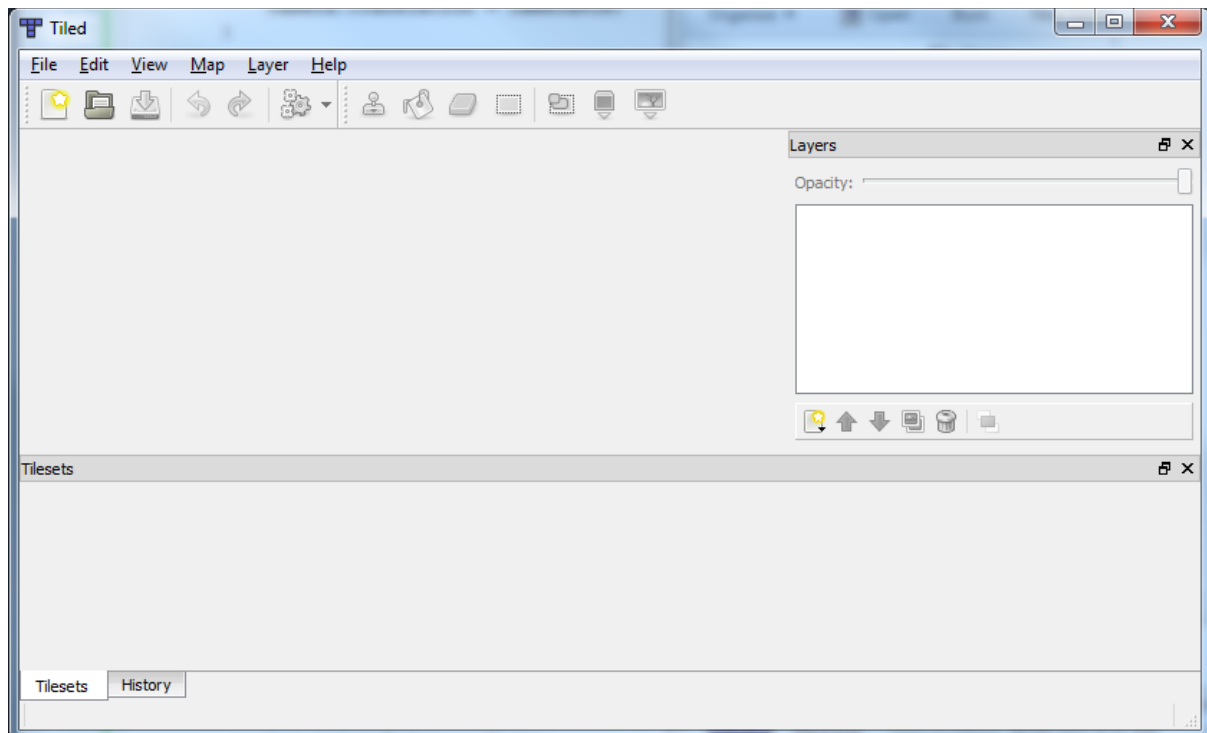 Tiled
File Edit View Map Layer Help
Layers
Opacity:
Tilesets
Tilesets History